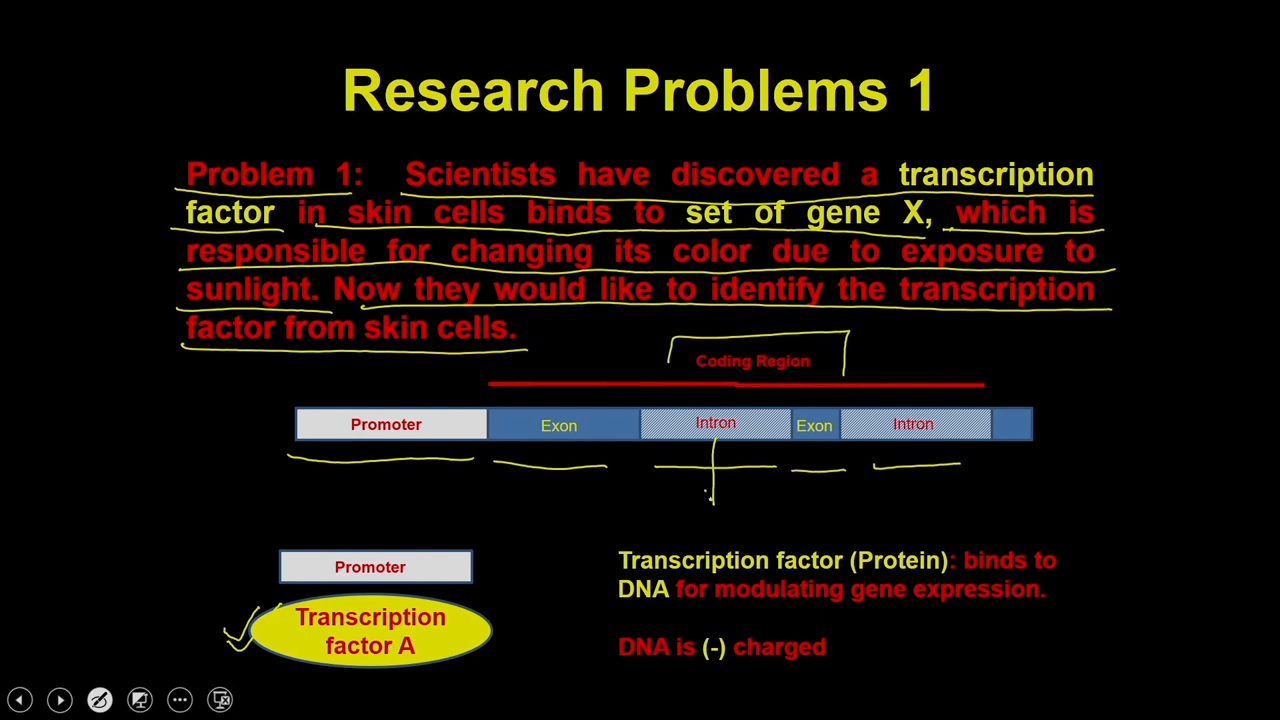 Research Problems 1
Problem 1: Scientists have discovered a transcription
factor in skin cells binds to set of gene X, which is
responsible for changing its color due to exposure to
sunlight. Now they would like to identify the transcription
factor from skin cells.
Coding Region
Promoter Exon Intron Exon Intron
Promoter
Transcription
factor A
Transcription factor (Protein): binds to
DNA for modulating gene expression.
DNA is (-) charged